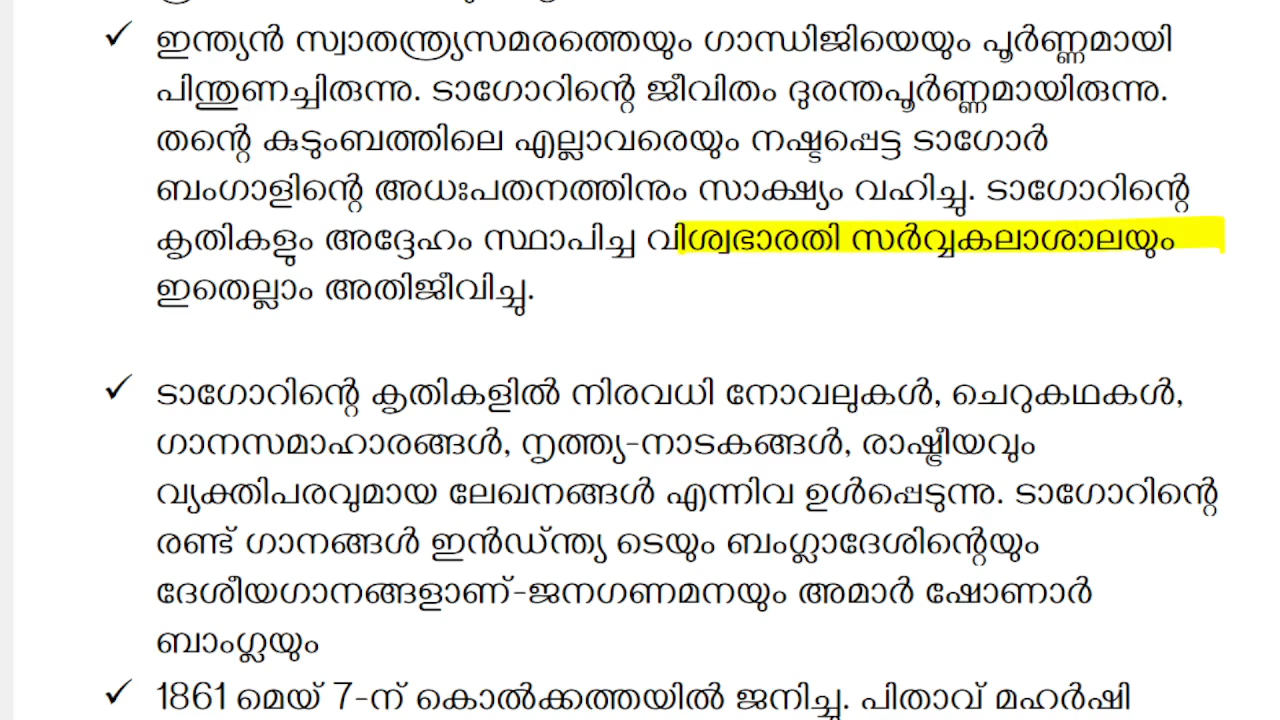 ✓ ഇന്ത്യൻ സ്വാതന്ത്ര്യസമരത്തെയും ഗാന്ധിജിയെയും പൂർണ്ണമായി
പിന്തുണച്ചിരുന്നു. ടാഗോറിന്റെ ജീവിതം ദുരന്തപൂർണ്ണമായിരുന്നു.
തന്റെ കുടുംബത്തിലെ എല്ലാവരെയും നഷ്ടപ്പെട്ട ടാഗോർ
ബംഗാളിന്റെ അധഃപതനത്തിനും സാക്ഷ്യം വഹിച്ചു. ടാഗോറിന്റെ
കൃതികളും അദ്ദേഹം സ്ഥാപിച്ച വിശ്വഭാരതി സർവ്വകലാശാലയും
ഇതെല്ലാം അതിജീവിച്ചു.
✓ ടാഗോറിന്റെ കൃതികളിൽ നിരവധി നോവലുകൾ, ചെറുകഥകൾ,
ഗാനസമാഹാരങ്ങൾ, നൃത്ത്യ-നാടകങ്ങൾ, രാഷ്ട്രീയവും
വ്യക്തിപരവുമായ ലേഖനങ്ങൾ എന്നിവ ഉൾപ്പെടുന്നു. ടാഗോറിന്റെ
രണ്ട് ഗാനങ്ങൾ ഇൻഡ്ന്ത്യ ടെയും ബംഗ്ലാദേശിന്റെയും
ദേശീയഗാനങ്ങളാണ്-ജനഗണമനയും അമാർ ഷോണാർ
ബാംഗ്ലയും
✓ 1861 മെയ് 7-ന് കൊൽക്കത്തയിൽ ജനിച്ചു. പിതാവ് മഹർഷി